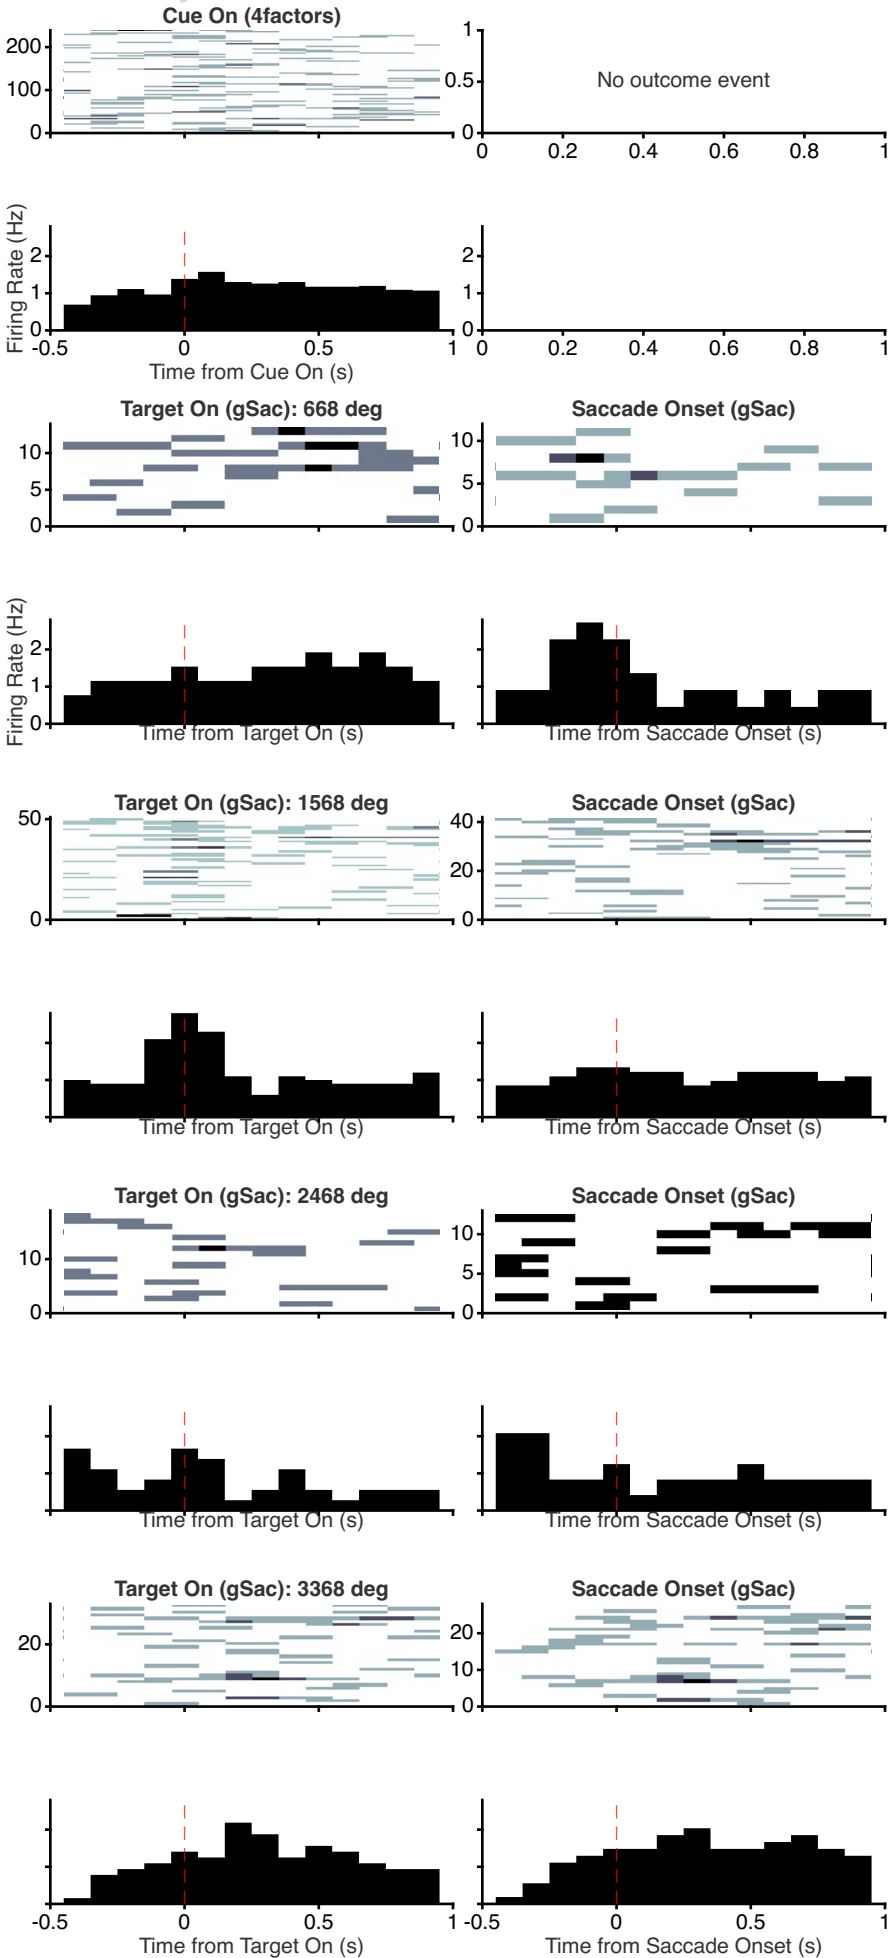 Cue On (4factors)
200
100
0
1
0.5
0
No outcome event
0 0.2 0.4 0.6 0.8 1
Firing Rate (Hz)
2
1
0
-0.5 0 0.5 1
Time from Cue On (s)
2
1
0
0 0.2 0.4 0.6 0.8 1
Target On (gSac): 668 deg
10
5
0
Saccade Onset (gSac)
10
5
0
Firing Rate (Hz)
2
1
0
Time from Target On (s)
Time from Saccade Onset (s)
Target On (gSac): 1568 deg
50
0
Saccade Onset (gSac)
40
20
0
Time from Target On (s)
Time from Saccade Onset (s)
Target On (gSac): 2468 deg
10
0
Saccade Onset (gSac)
10
5
0
Time from Target On (s)
Time from Saccade Onset (s)
Target On (gSac): 3368 deg
20
0
Saccade Onset (gSac)
20
10
0
-0.5 0 0.5 1
Time from Target On (s)
-0.5 0 0.5 1
Time from Saccade Onset (s)